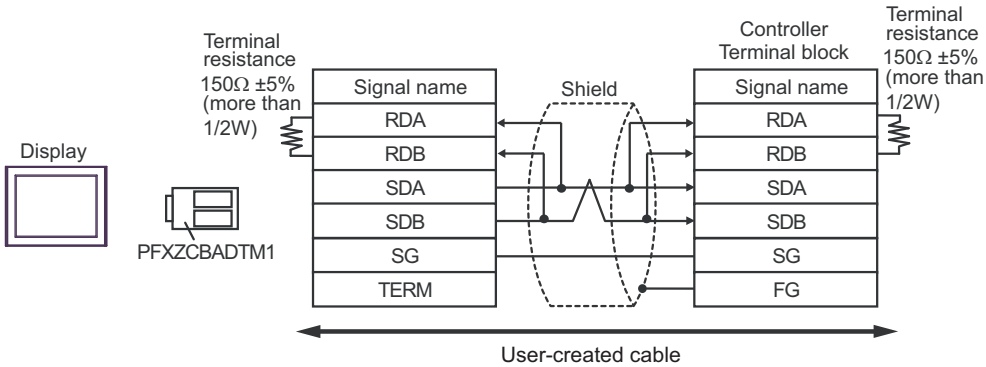 Display
PFXZCBADTM1
Terminal
resistance
150Ω ±5%
(more than
1/2W)
Signal name
RDA
RDB
SDA
SDB
SG
TERM
Shield
Controller
Terminal block
Signal name
RDA
RDB
SDA
SDB
SG
FG
Terminal
resistance
150Ω ±5%
(more than
1/2W)
User-created cable